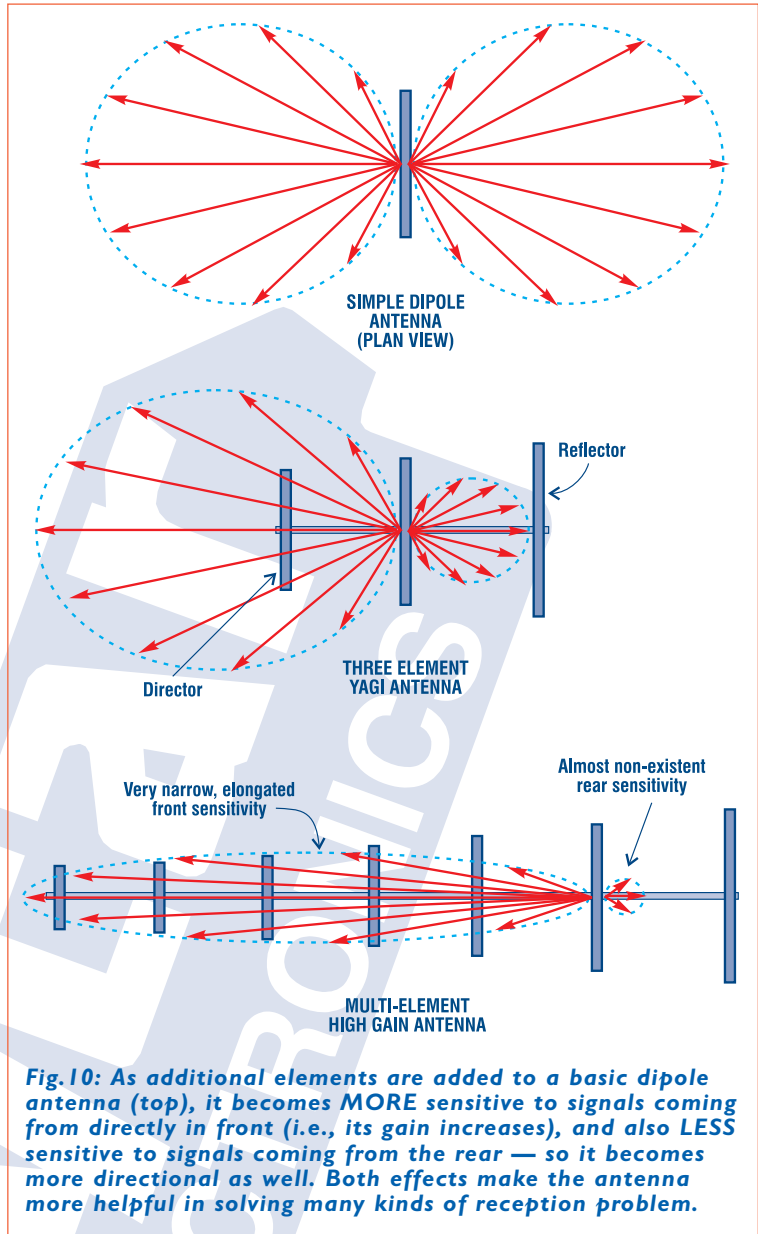 SIMPLE DIPOLE
ANTENNA
(PLAN VIEW)
Reflector
Director
THREE ELEMENT
YAGI ANTENNA
Very narrow, elongated
front sensitivity
Almost non-existent
rear sensitivity
MULTI-ELEMENT
HIGH GAIN ANTENNA
Fig.10: As additional elements are added to a basic dipole
antenna (top), it becomes MORE sensitive to signals coming
from directly in front (i.e., its gain increases), and also LESS
sensitive to signals coming from the rear — so it becomes
more directional as well. Both effects make the antenna
more helpful in solving many kinds of reception problem.